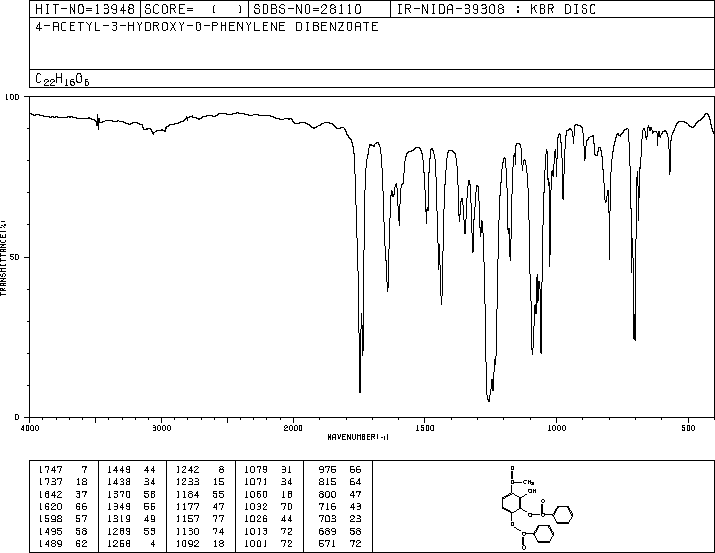 HIT-NO=13948 SCORE= ( ) SDBS-NO=28110 IR-NIDA-39308 : KBR DISC
4-ACETYL-3-HYDROXY-O-PHENYLENE DIBENZOATE
C22H16O6
100
50
0
TRANSMITTANCE(%)
4000 3000 2000 1500 1000 500
WAVENUMBER(-1)
1747 7 1449 44 1242 8 1079 31 976 66
1737 18 1438 34 1233 15 1071 34 815 64
1642 37 1370 58 1184 55 1060 18 800 47
1620 66 1349 56 1177 47 1032 70 716 43
1598 57 1319 49 1157 77 1026 44 703 23
1495 58 1289 53 1130 74 1013 72 689 58
1489 62 1258 4 1092 18 1001 72 571 72
O
C CH3
OH
O C
O
O C
O